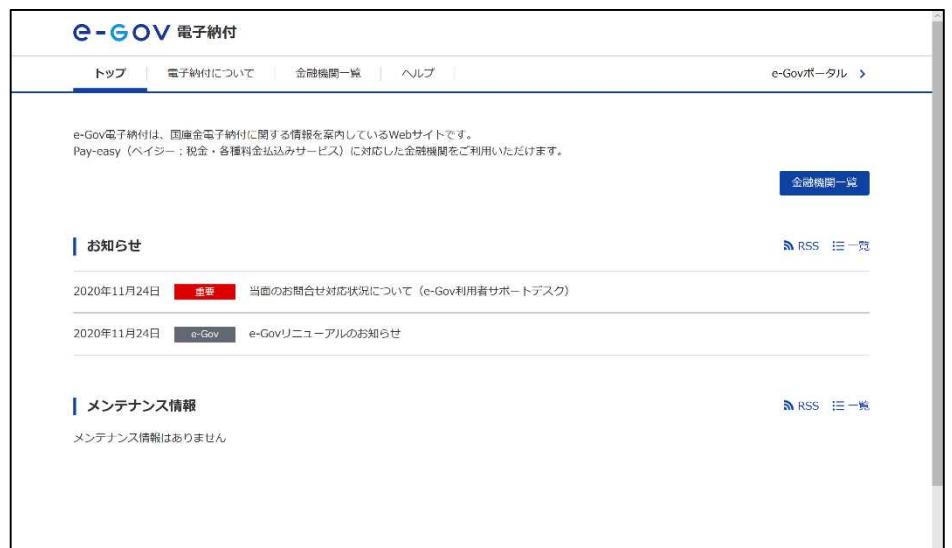 e-GOV 電子納付
トップ 電子納付について 金融機関一覧 ヘルプ e-Govポータル
e-Gov電子納付は、国庫金電子納付に関する情報を案内しているWebサイトです。
Pay-easy（ペイジー：税金・各種料金払込みサービス）に対応した金融機関をご利用いただけます。
金融機関一覧
お知らせ RSS 一覧
2020年11月24日 重要 当面のお問合せ対応状況について（e-Gov利用者サポートデスク）
2020年11月24日 e-Gov e-Govリニューアルのお知らせ
メンテナンス情報 RSS 一覧
メンテナンス情報はありません